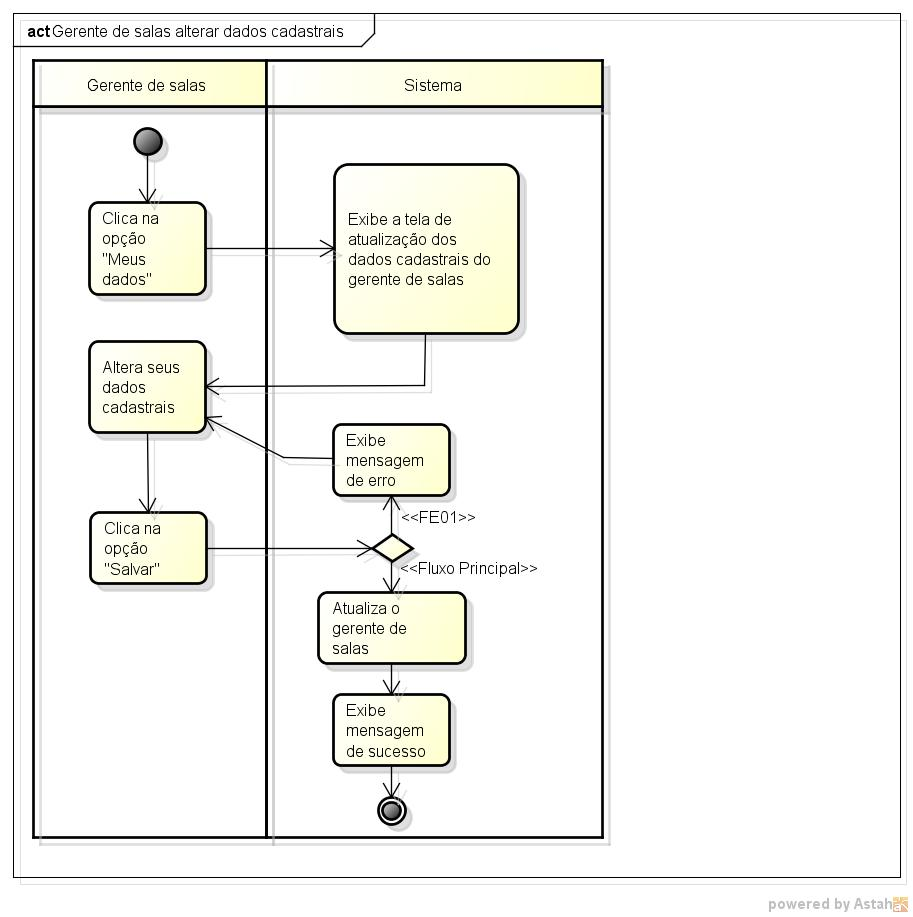 act Gerente de salas alterar dados cadastrais
Gerente de salas
Sistema
Clica na
opção
"Meus
dados"
Exibe a tela de
atualização dos
dados cadastrais do
gerente de salas
Altera seus
dados
cadastrais
Exibe
mensagem
de erro
<<FE01>>
Clica na
opção
"Salvar"
<<Fluxo Principal>>
Atualiza o
gerente de
salas
Exibe
mensagem
de sucesso
powered by Astah